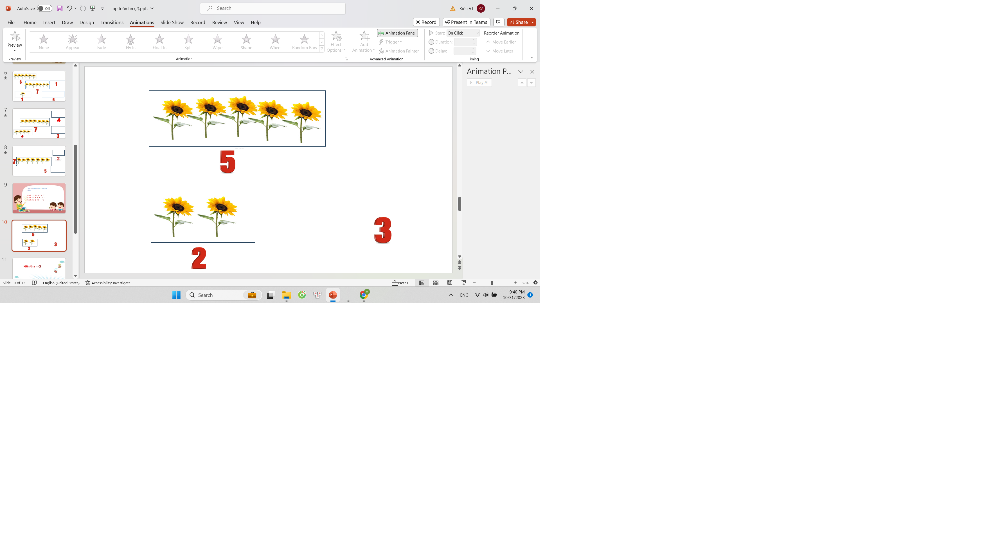 AutoSave Off pp toán tin (2).pptx Search Kiều VT KV
File Home Insert Draw Design Transitions Animations Slide Show Record Review View Help Record Present in Teams Share
Preview
None Appear Fade Fly In Float In Split Wipe Shape Wheel Random Bars
Effect Options
Add Animation
Animation Pane
Trigger
Animation Painter
Start: On Click
Duration:
Delay:
Reorder Animation
Move Earlier
Move Later
Preview Animation Advanced Animation Timing
6
6
1
7
1
6
7
4
7
4
3
8
7
2
5
9
Cách 1 : 1 + 6 = 7
Cách 2 : 3 + 4 = 7
Cách 3 : 2 + 5 = 7
10
5
2
3
11
Kiến tha mồi
5
3
2
Animation P...
Play All
Slide 10 of 13 English (United States) Accessibility: Investigate Notes 82%
Search
ENG
9:40 PM
10/31/2023
1
V